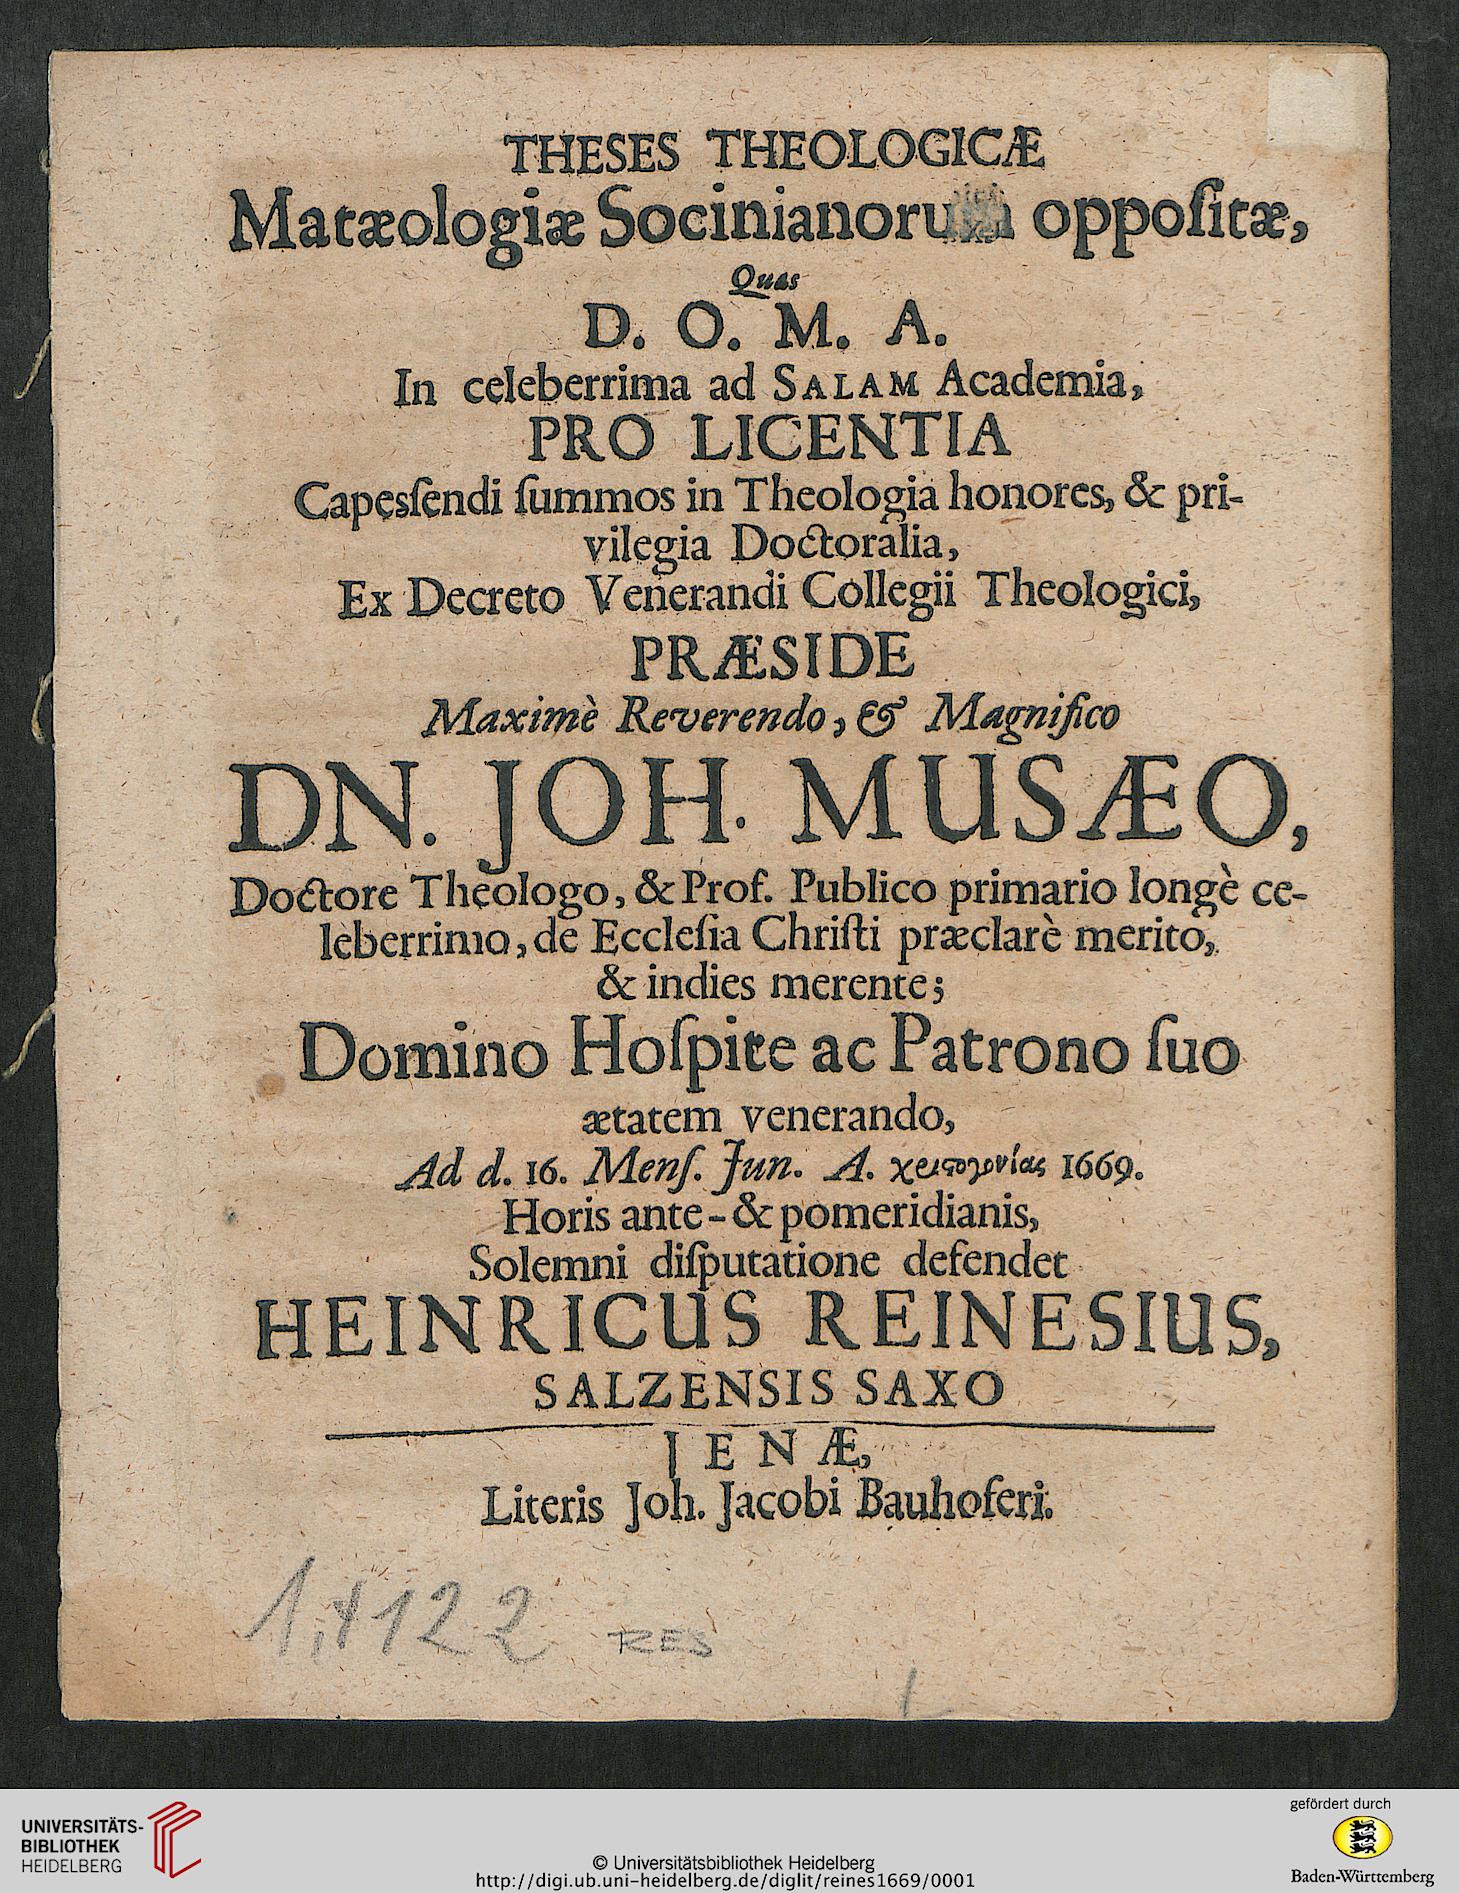 THESES THEOLOGICÆ
Matæologiæ Socinianorum oppoſitæ,
Quas
D. O. M. A.
In celeberrima ad SALAM Academia,
PRO LICENTIA
Capesſendi ſummos in Theologia honores, & pri-
vilegia Doctoralia,
Ex Decreto Venerandi Collegii Theologici,
PRÆSIDE
Maximè Reverendo, & Magnifico
DN. JOH. MUSÆO,
Doctore Theologo, & Prof. Publico primario longè ce-
leberrimo, de Eccleſia Chriſti præclarè merito,
& indies merente;
Domino Hoſpite ac Patrono ſuo
ætatem venerando,
Ad d. 16. Menſ. Jun. A. χειϛογονίας 1669.
Horis ante-& pomeridianis,
Solemni diſputatione defendet
HEINRICUS REINESIUS,
SALZENSIS SAXO
JENÆ,
Literis Joh. Jacobi Bauhoferi.
122 RES
UNIVERSITÄTS-
BIBLIOTHEK
HEIDELBERG
© Universitätsbibliothek Heidelberg
http://digi.ub.uni-heidelberg.de/diglit/reines1669/0001
gefördert durch
Baden-Württemberg